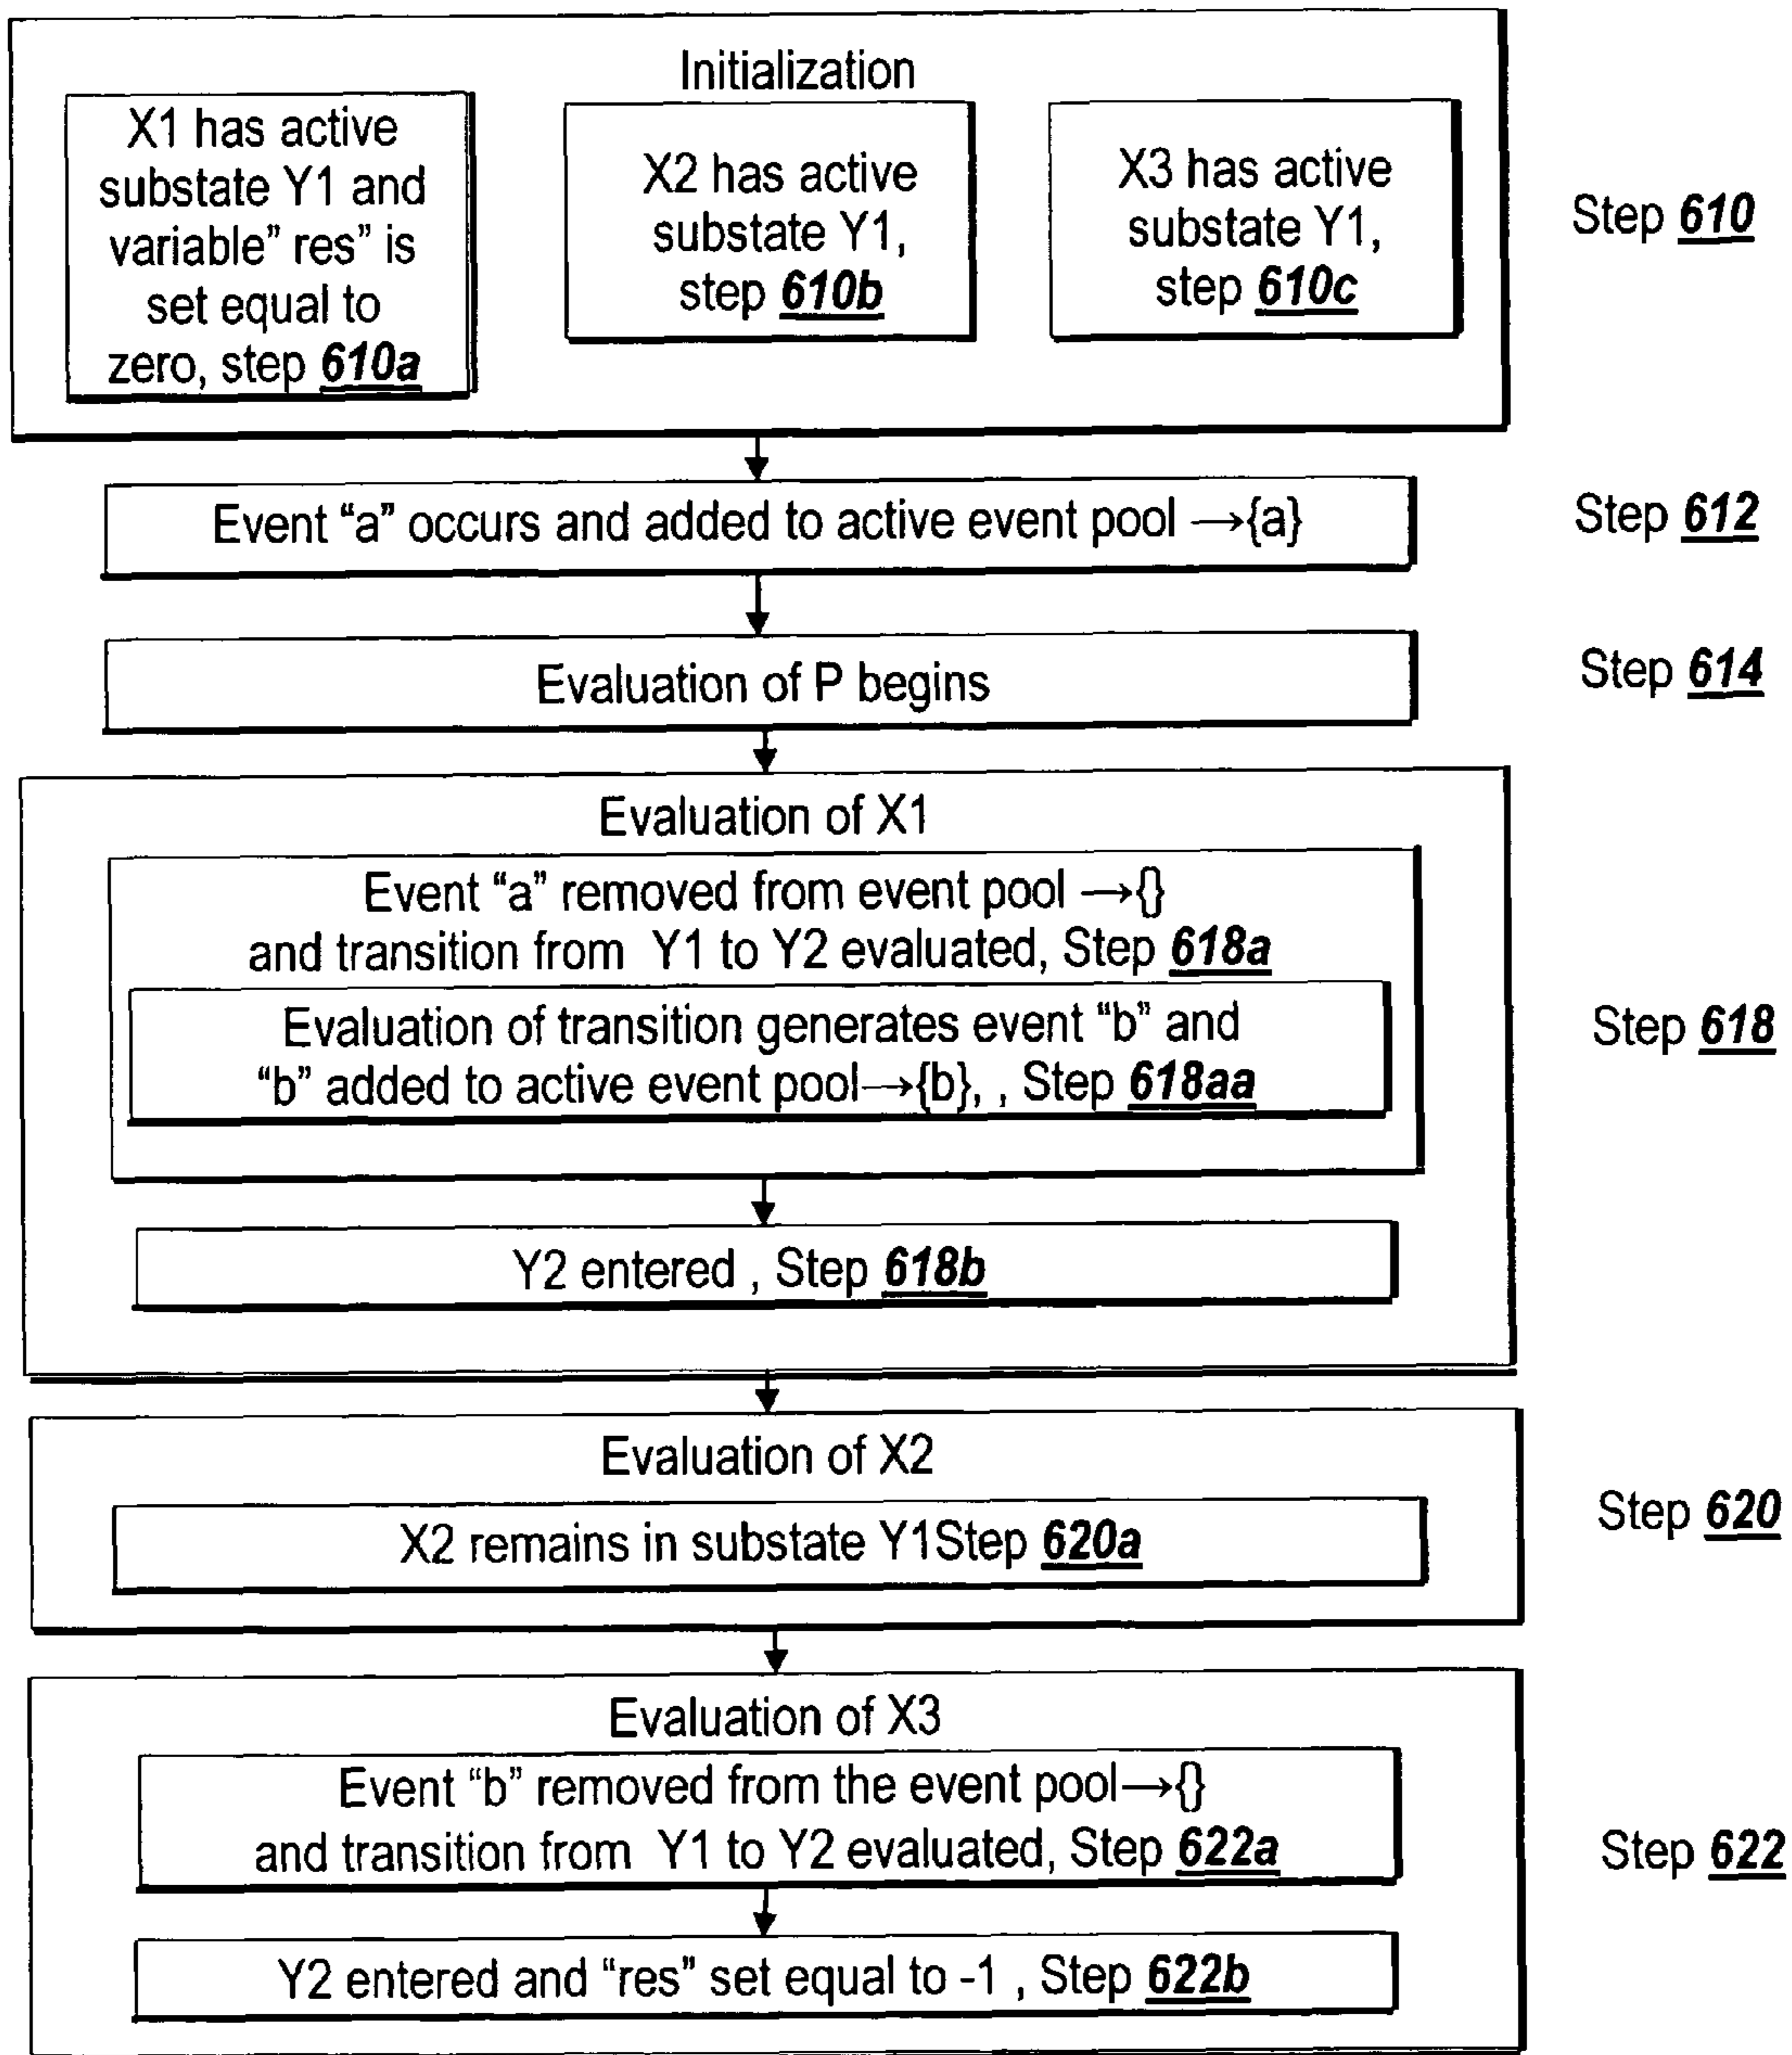 Initialization
X1 has active
substate Y1 and
variable” res” is
set equal to
zero, step 610a
X2 has active
substate Y1,
step 610b
X3 has active
substate Y1,
step 610c
Step 610
Event “a” occurs and added to active event pool →{a}
Step 612
Evaluation of P begins
Step 614
Evaluation of X1
Event “a” removed from event pool →{}
and transition from Y1 to Y2 evaluated, Step 618a
Evaluation of transition generates event “b” and
“b” added to active event pool→{b}, , Step 618aa
Y2 entered , Step 618b
Step 618
Evaluation of X2
X2 remains in substate Y1Step 620a
Step 620
Evaluation of X3
Event “b” removed from the event pool→{}
and transition from Y1 to Y2 evaluated, Step 622a
Y2 entered and “res” set equal to -1 , Step 622b
Step 622